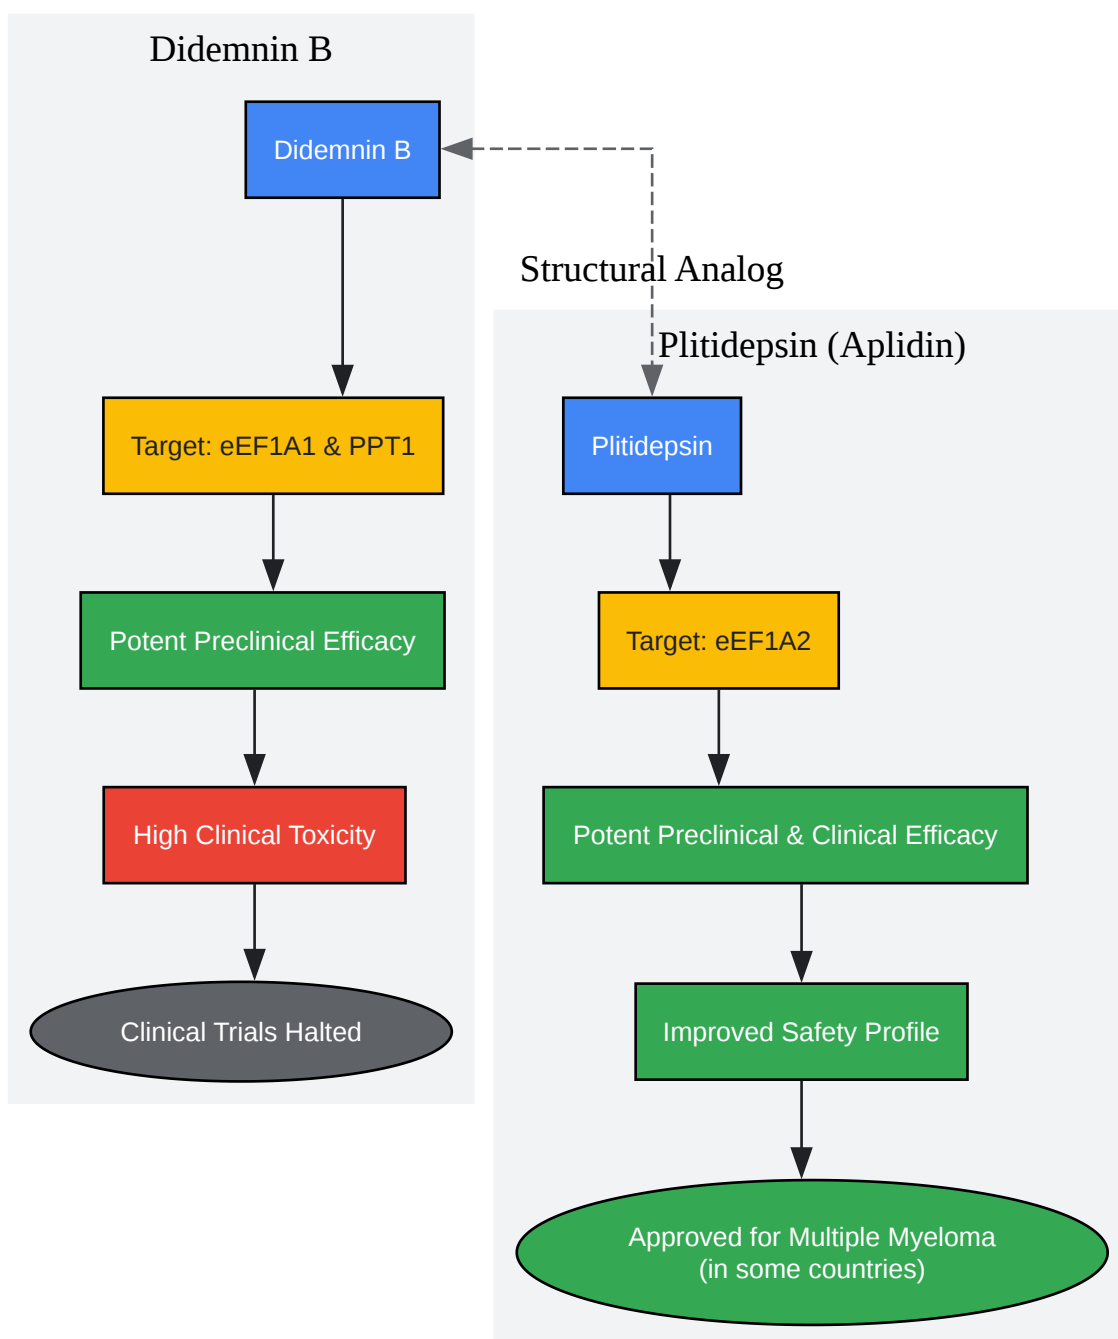 Didemnin B
Didemnin B
Target: eEF1A1 & PPT1
Potent Preclinical Efficacy
High Clinical Toxicity
Clinical Trials Halted
Structural Analog
Plitidepsin (Aplidin)
Plitidepsin
Target: eEF1A2
Potent Preclinical & Clinical Efficacy
Improved Safety Profile
Approved for Multiple Myeloma
(in some countries)